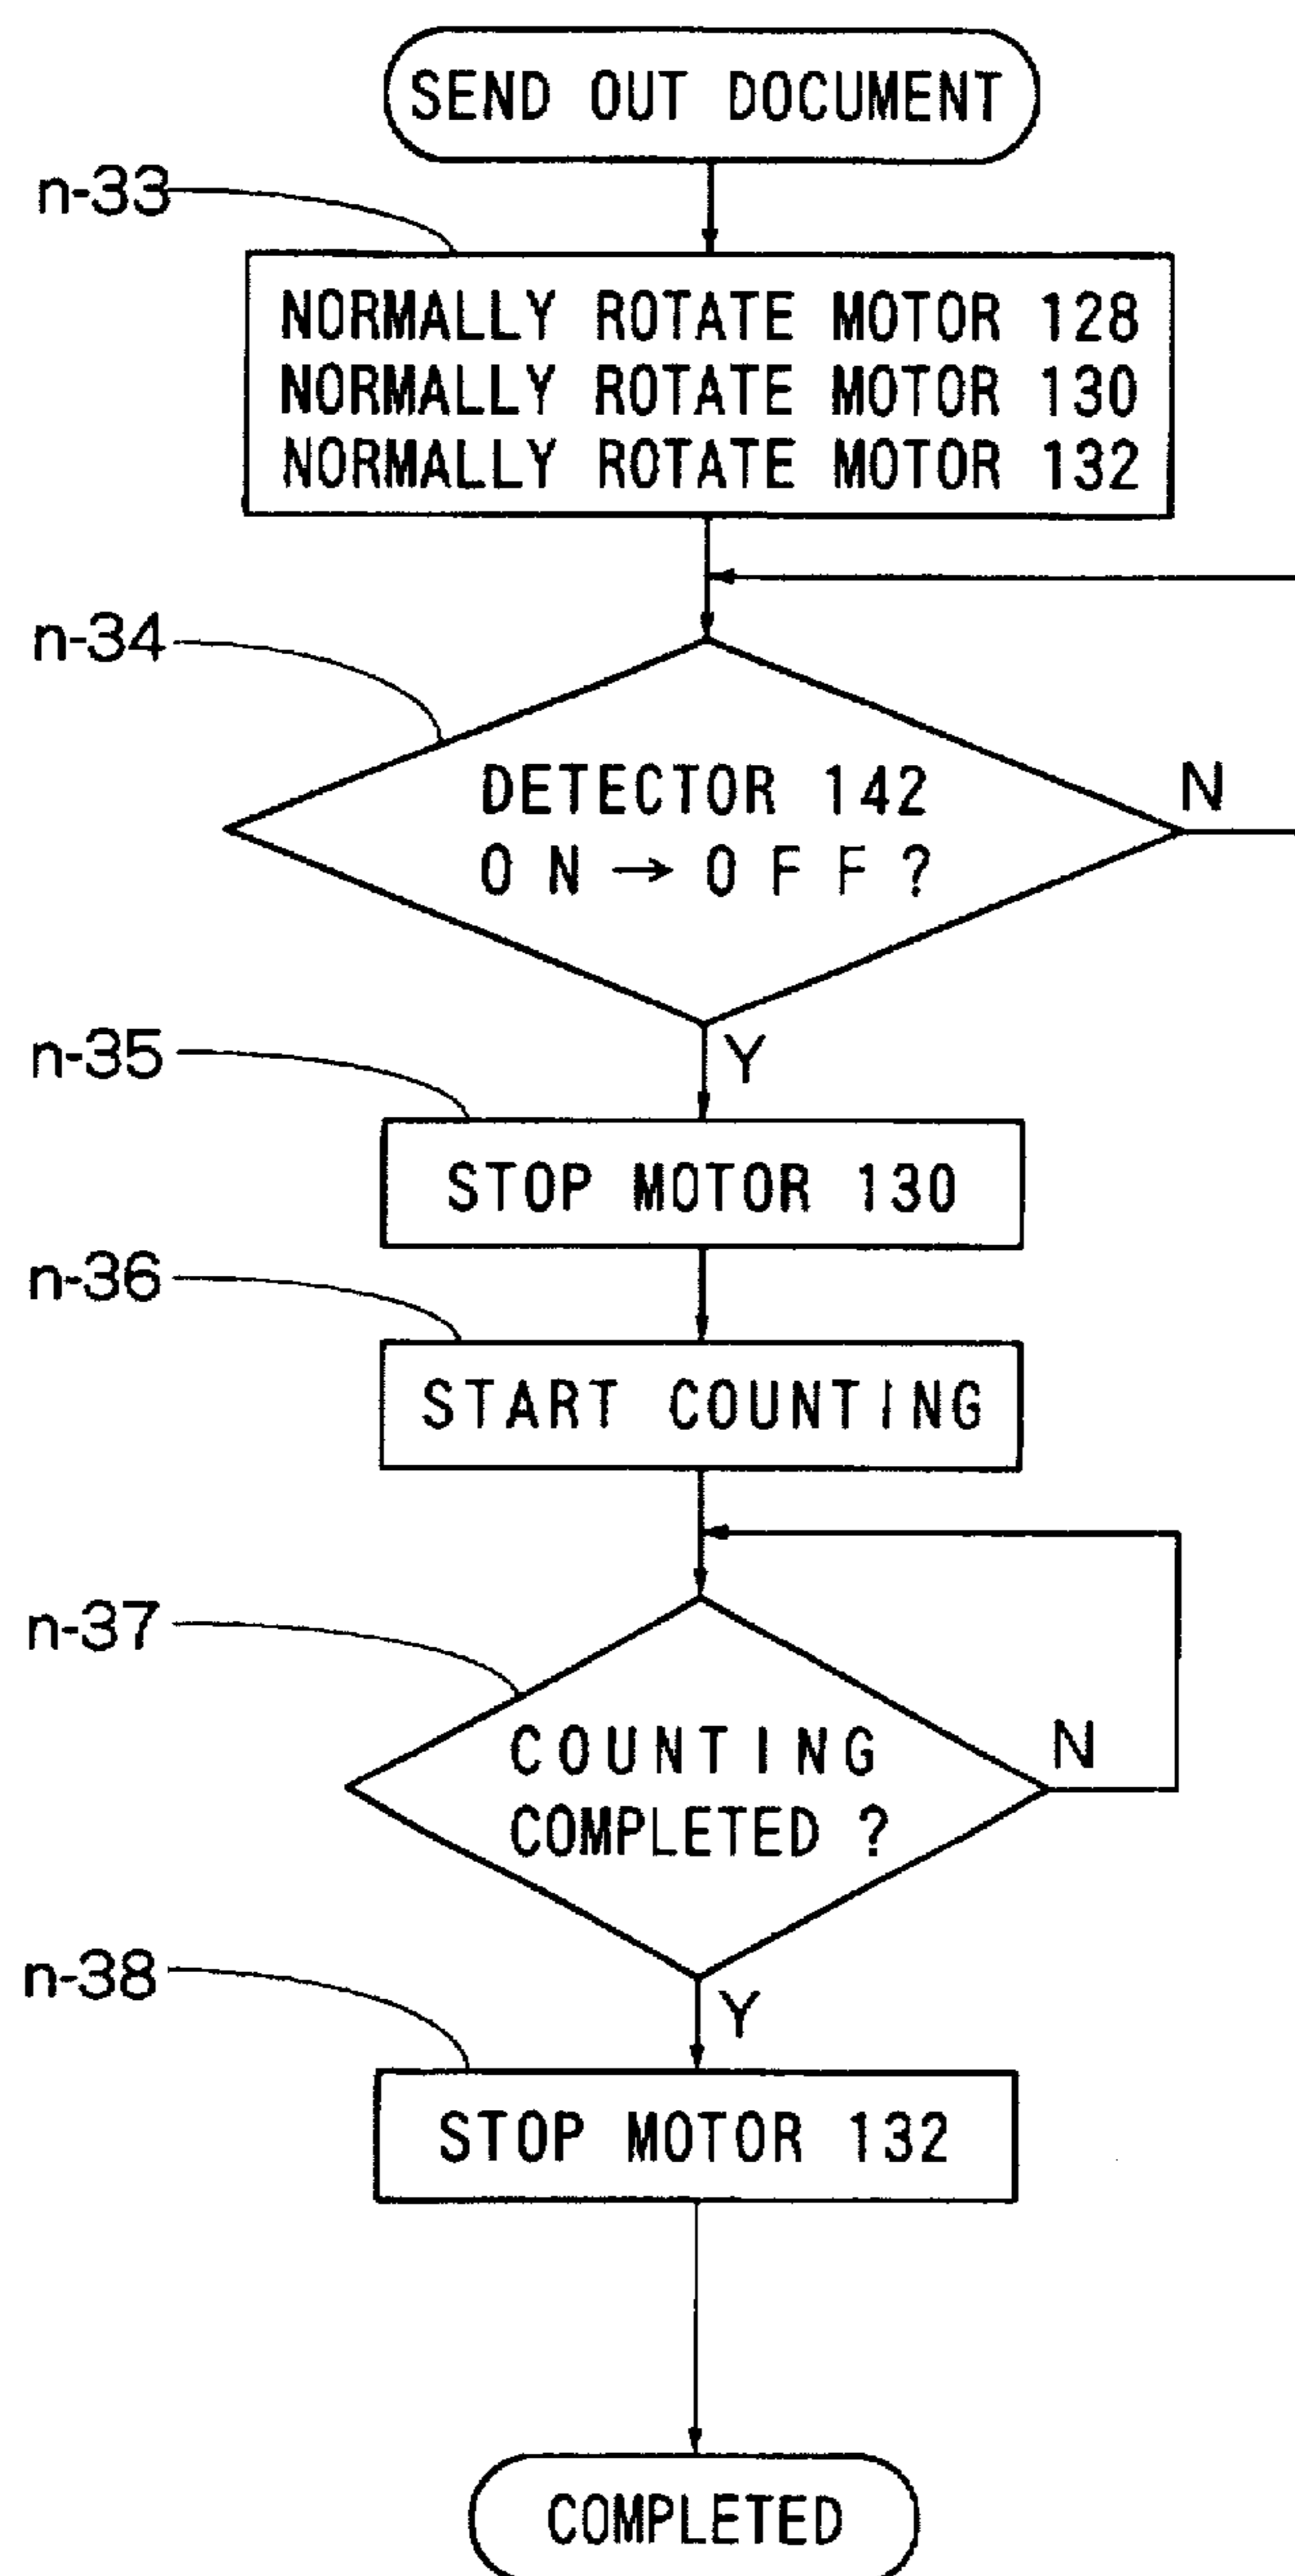 SEND OUT DOCUMENT
n-33
NORMALLY ROTATE MOTOR 128
NORMALLY ROTATE MOTOR 130
NORMALLY ROTATE MOTOR 132
n-34
DETECTOR 142
ON → OFF?
N
Y
n-35
STOP MOTOR 130
n-36
START COUNTING
n-37
COUNTING
COMPLETED ?
N
Y
n-38
STOP MOTOR 132
COMPLETED